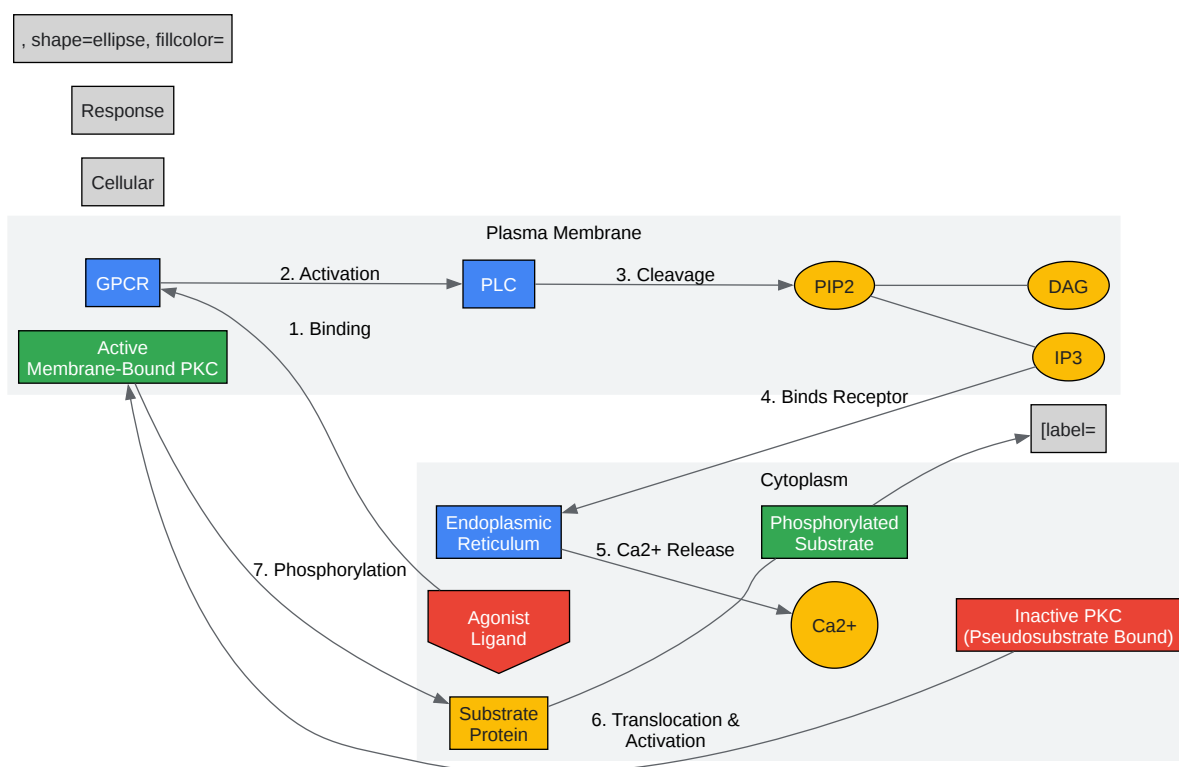 , shape=ellipse, fillcolor=
Response
Cellular
Plasma Membrane
GPCR
2. Activation
PLC
3. Cleavage
PIP2
DAG
1. Binding
Active
Membrane-Bound PKC
IP3
4. Binds Receptor
[label=
Cytoplasm
Endoplasmic
Reticulum
5. Ca2+ Release
Phosphorylated
Substrate
7. Phosphorylation
Agonist
Ligand
Ca2+
Inactive PKC
(Pseudosubstrate Bound)
Substrate
Protein
6. Translocation &
Activation